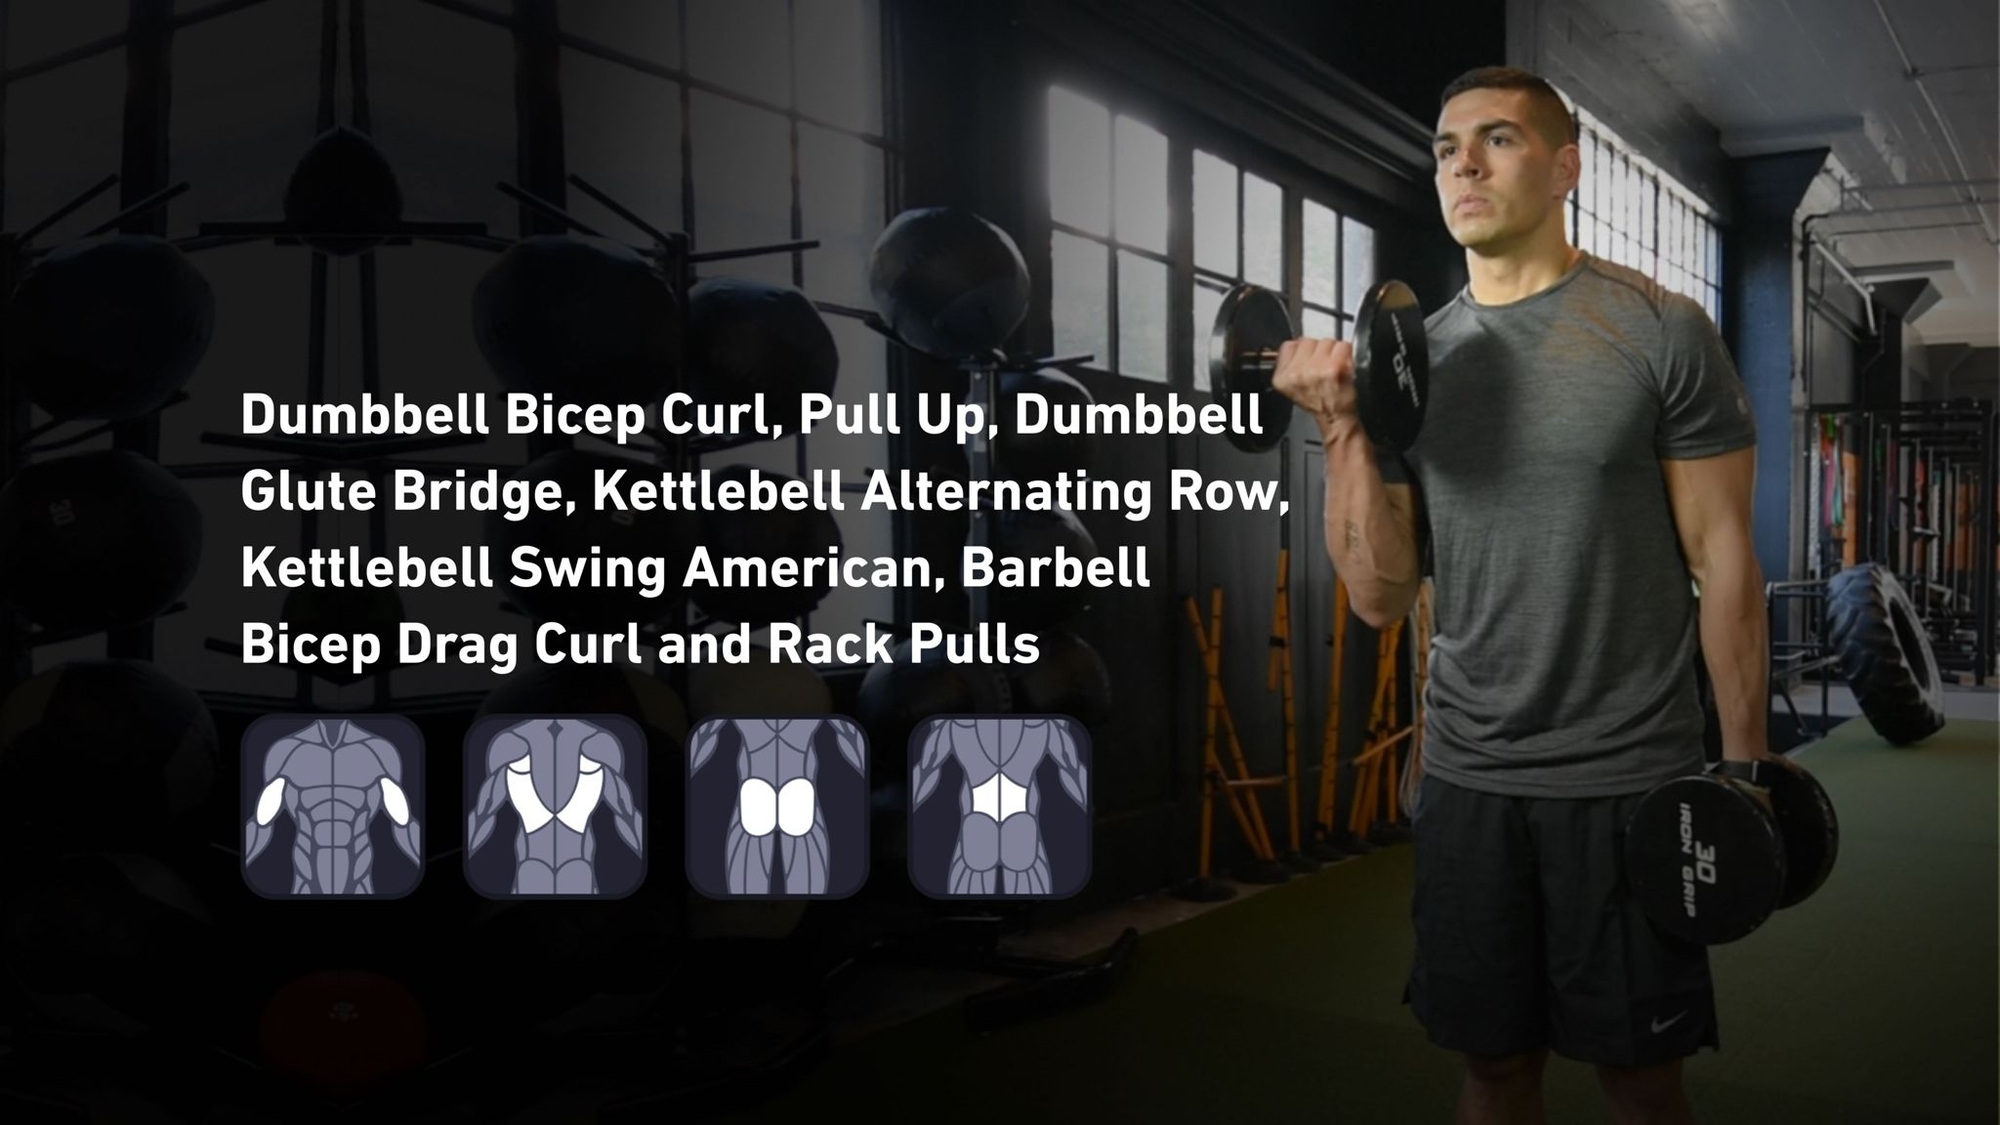 Dumbbell Bicep Curl, Pull Up, Dumbbell
Glute Bridge, Kettlebell Alternating Row,
Kettlebell Swing American, Barbell
Bicep Drag Curl and Rack Pulls
30
IRON GRIP
30